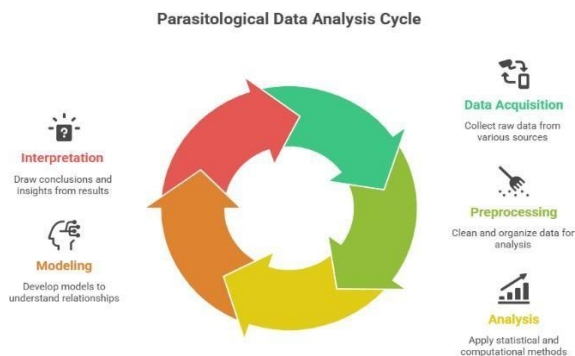 Parasitological Data Analysis Cycle
Data Acquisition
Collect raw data from
various sources
Preprocessing
Clean and organize data for
analysis
Analysis
Apply statistical and
computational methods
Modeling
Develop models to
understand relationships
?
Interpretation
Draw conclusions and
insights from results